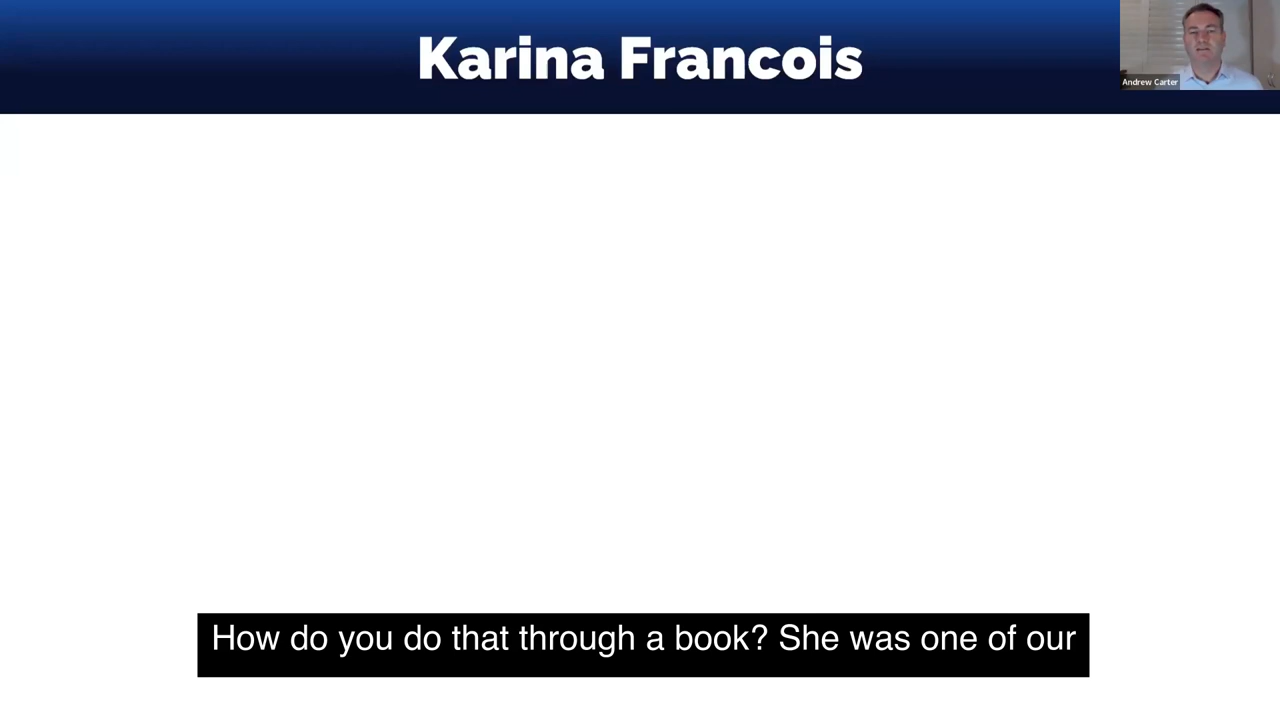 Karina Francois
Andrew Carter
How do you do that through a book? She was one of our